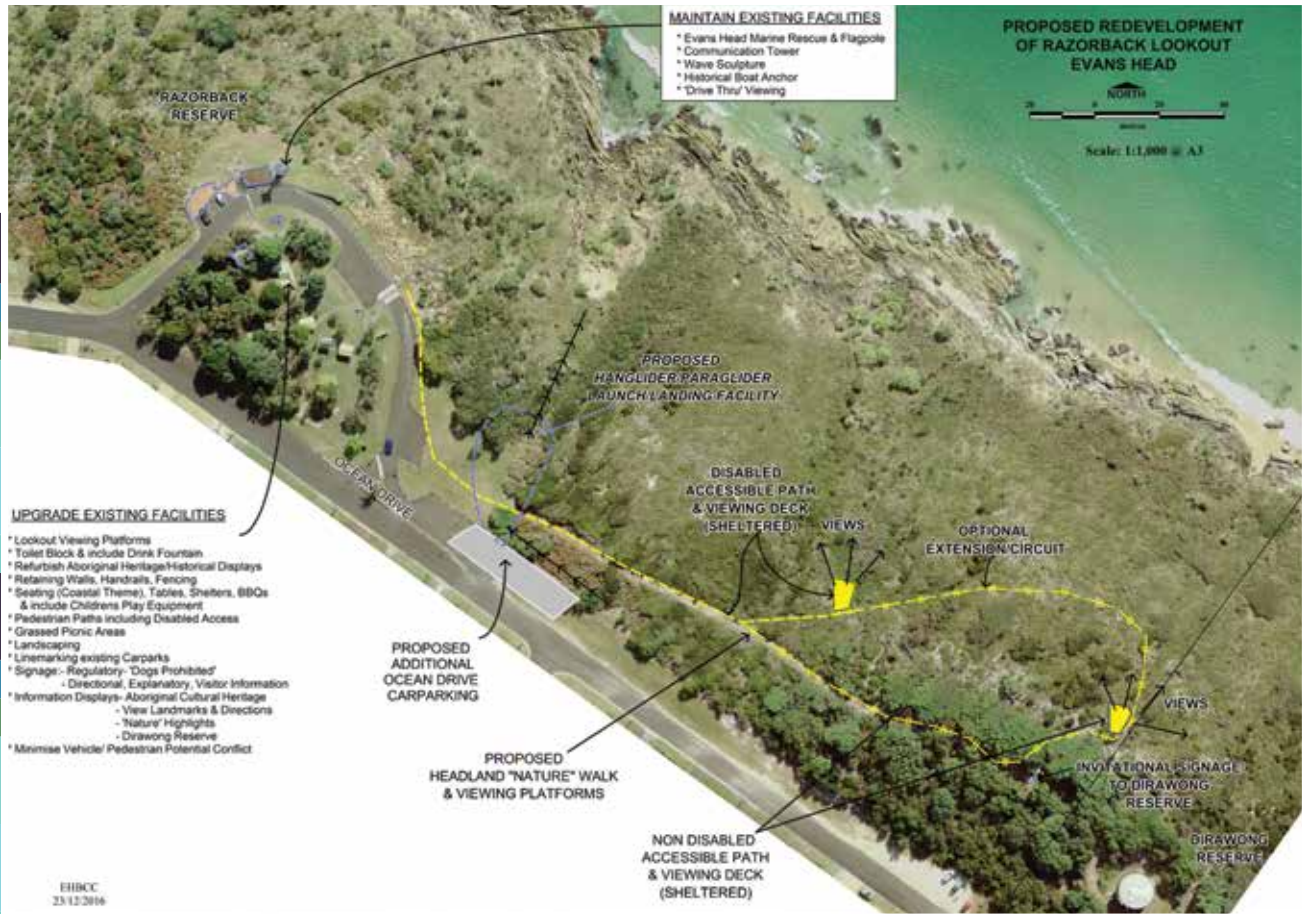 MAINTAIN EXISTING FACILITIES
* Evans Head Marine Rescue & Flagpole
* Communication Tower
* Wave Sculpture
* Historical Boat Anchor
* 'Drive Thru' Viewing
PROPOSED REDEVELOPMENT
OF RAZORBACK LOOKOUT
EVANS HEAD
NORTH
20 0 20 40
metres
Scale: 1:1,000 @ A3
RAZORBACK
RESERVE
PROPOSED
HANGLIDER/PARAGLIDER
LAUNCH/LANDING FACILITY
OCEAN DRIVE
DISABLED
ACCESSIBLE PATH
& VIEWING DECK
(SHELTERED)
VIEWS
OPTIONAL
EXTENSION/CIRCUIT
UPGRADE EXISTING FACILITIES
* Lookout Viewing Platforms
* Toilet Block & include Drink Fountain
* Refurbish Aboriginal Heritage/Historical Displays
* Retaining Walls, Handrails, Fencing
* Seating (Coastal Theme), Tables, Shelters, BBQs
& include Childrens Play Equipment
* Pedestrian Paths including Disabled Access
* Grassed Picnic Areas
* Landscaping
* Linemarking existing Carparks
* Signage:- Regulatory- 'Dogs Prohibited'
- Directional, Explanatory, Visitor Information
* Information Displays- Aboriginal Cultural Heritage
- View Landmarks & Directions
- 'Nature' Highlights
- Dirawong Reserve
* Minimise Vehicle/ Pedestrian Potential Conflict
PROPOSED
ADDITIONAL
OCEAN DRIVE
CARPARKING
PROPOSED
HEADLAND "NATURE" WALK
& VIEWING PLATFORMS
VIEWS
INVITATIONAL SIGNAGE
TO DIRAWONG
RESERVE
NON DISABLED
ACCESSIBLE PATH
& VIEWING DECK
(SHELTERED)
DIRAWONG
RESERVE
EHBCC
23/12/2016